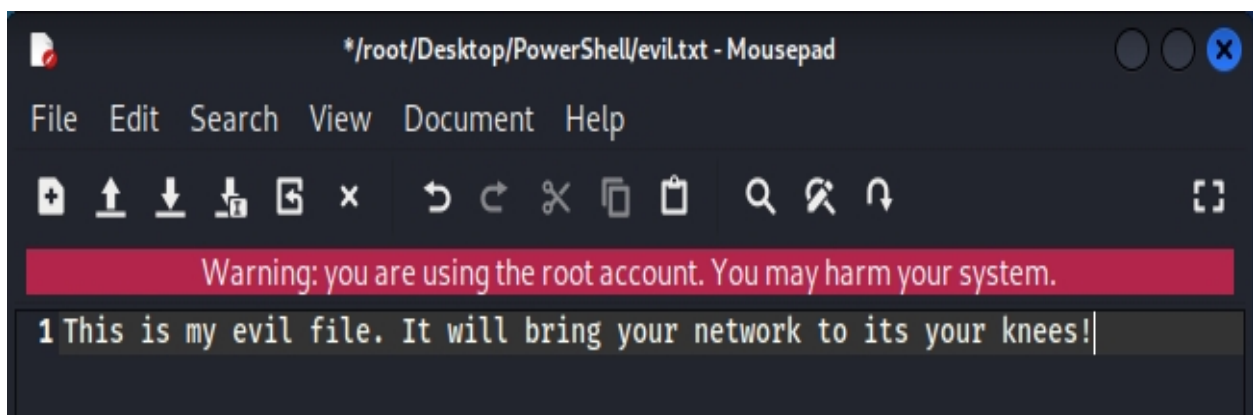 */root/Desktop/PowerShell/evil.txt - Mousepad
File Edit Search View Document Help
Warning: you are using the root account. You may harm your system.
1 This is my evil file. It will bring your network to its your knees!